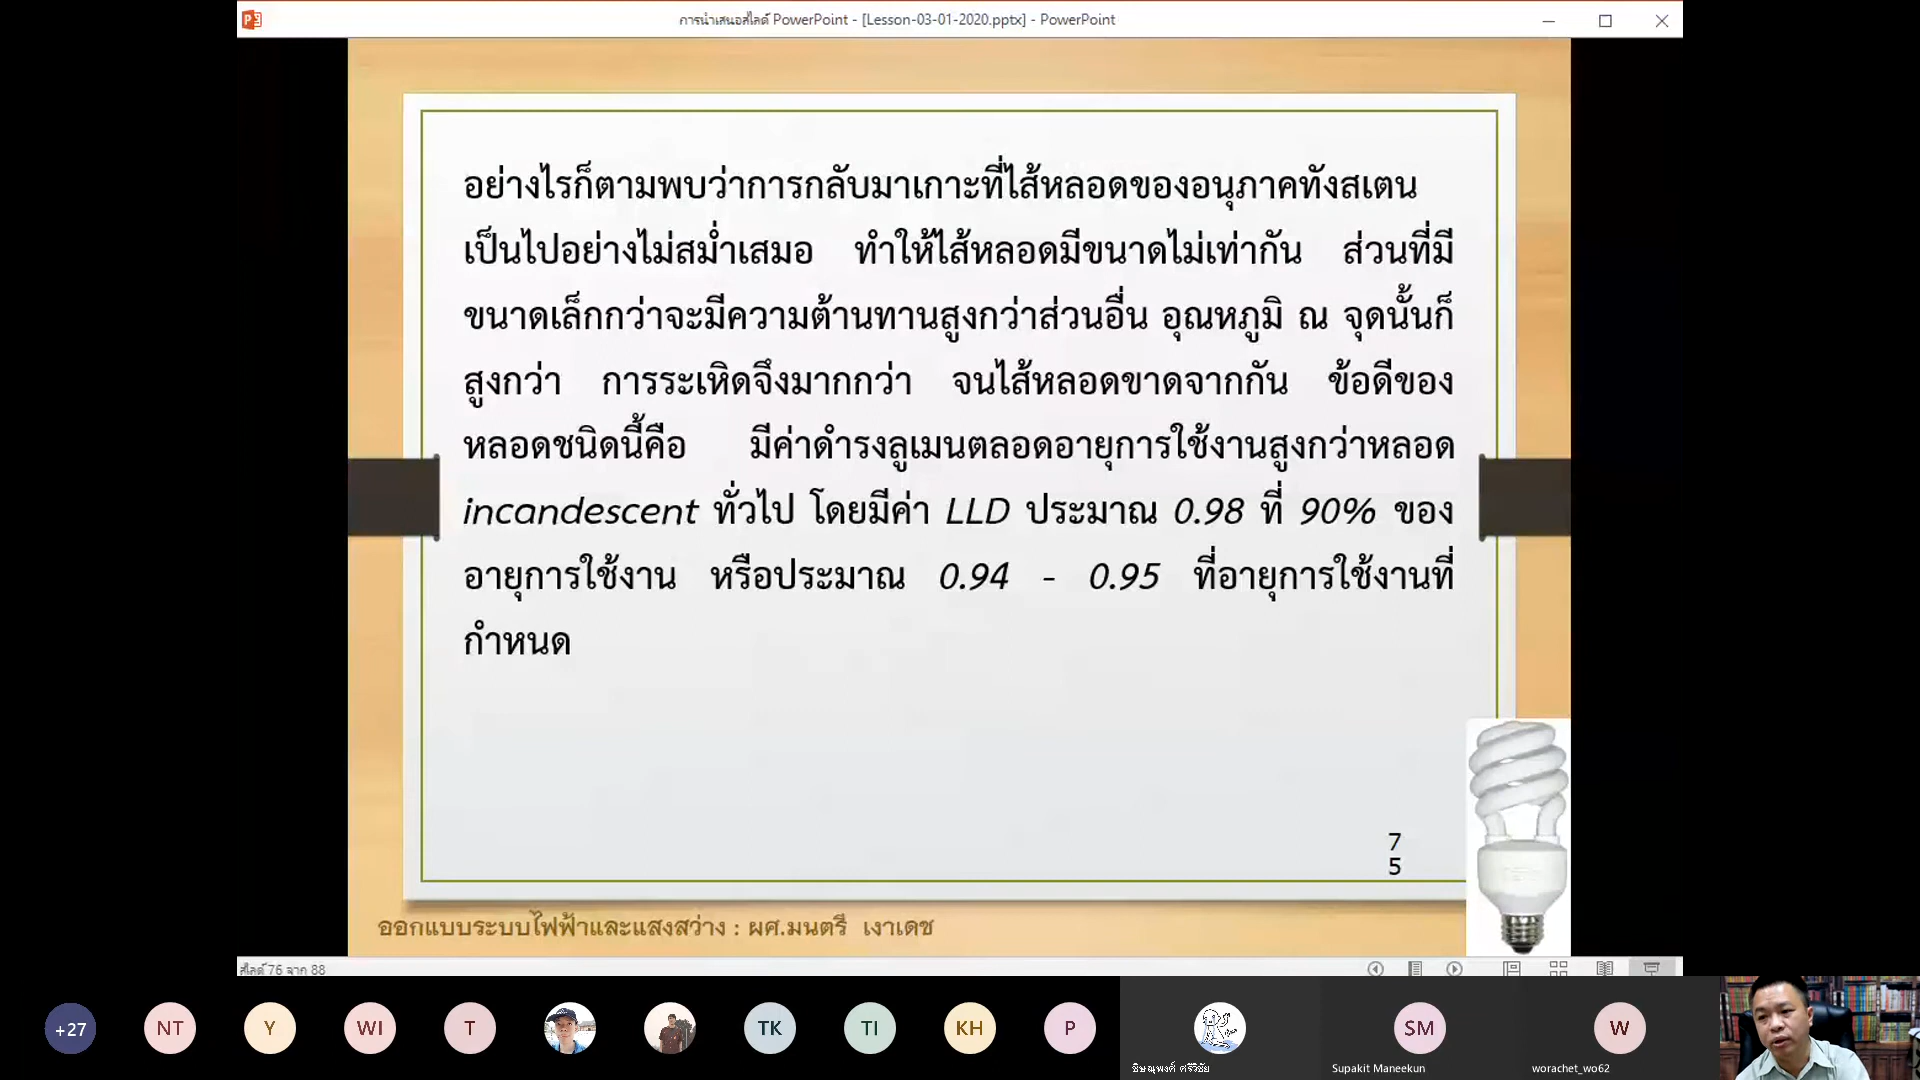 การนำเสนอสไลด์ PowerPoint - [Lesson-03-01-2020.pptx] - PowerPoint
อย่างไรก็ตามพบว่าการกลับมาเกาะที่ไส้หลอดของอนุภาคทังสเตน
เป็นไปอย่างไม่สม่ำเสมอ ทำให้ไส้หลอดมีขนาดไม่เท่ากัน ส่วนที่มี
ขนาดเล็กกว่าจะมีความต้านทานสูงกว่าส่วนอื่น อุณหภูมิ ณ จุดนั้นก็
สูงกว่า การระเหิดจึงมากกว่า จนไส้หลอดขาดจากกัน ข้อดีของ
หลอดชนิดนี้คือ มีค่าดำรงลูเมนตลอดอายุการใช้งานสูงกว่าหลอด
incandescent ทั่วไป โดยมีค่า LLD ประมาณ 0.98 ที่ 90% ของ
อายุการใช้งาน หรือประมาณ 0.94 - 0.95 ที่อายุการใช้งานที่
กำหนด
7
5
ออกแบบระบบไฟฟ้าและแสงสว่าง : ผศ.มนตรี เงาเดช
สไลด์ 76 จาก 88
+27 NT Y WI T TK TI KH P SM W
Supakit Maneekun worachet_wo62